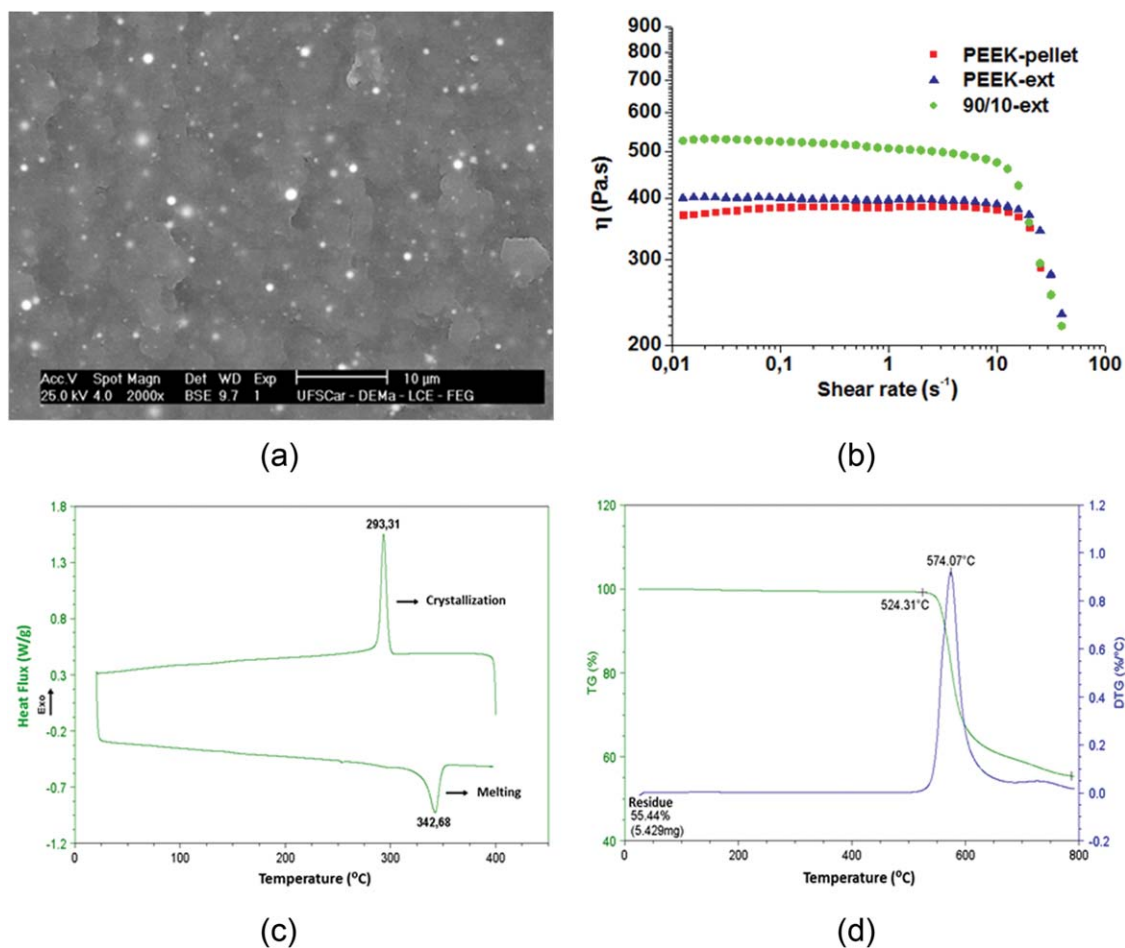 Acc.V Spot Magn Det WD Exp 10 µm
25.0 kV 4.0 2000x BSE 9.7 1 UFSCar - DEMa - LCE - FEG
(a)
900
800
700
600
500
400
300
200
η (Pa.s)
PEEK-pellet
PEEK-ext
90/10-ext
0,01 0,1 1 10 100
Shear rate (s⁻¹)
(b)
1.8
1.3
0.8
0.3
-0.2
-0.7
-1.2
Heat Flux (W/g)
Exo
293,31
Crystallization
Melting
342,68
0 100 200 300 400
Temperature (⁰C)
(c)
120
100
80
60
40
TG (%)
574.07°C
524.31°C
Residue
55.44%
(5.429mg)
1.2
1.0
0.8
0.6
0.4
0.2
0.0
-0.2
DTG (%/°C)
0 200 400 600 800
Temperature (⁰C)
(d)